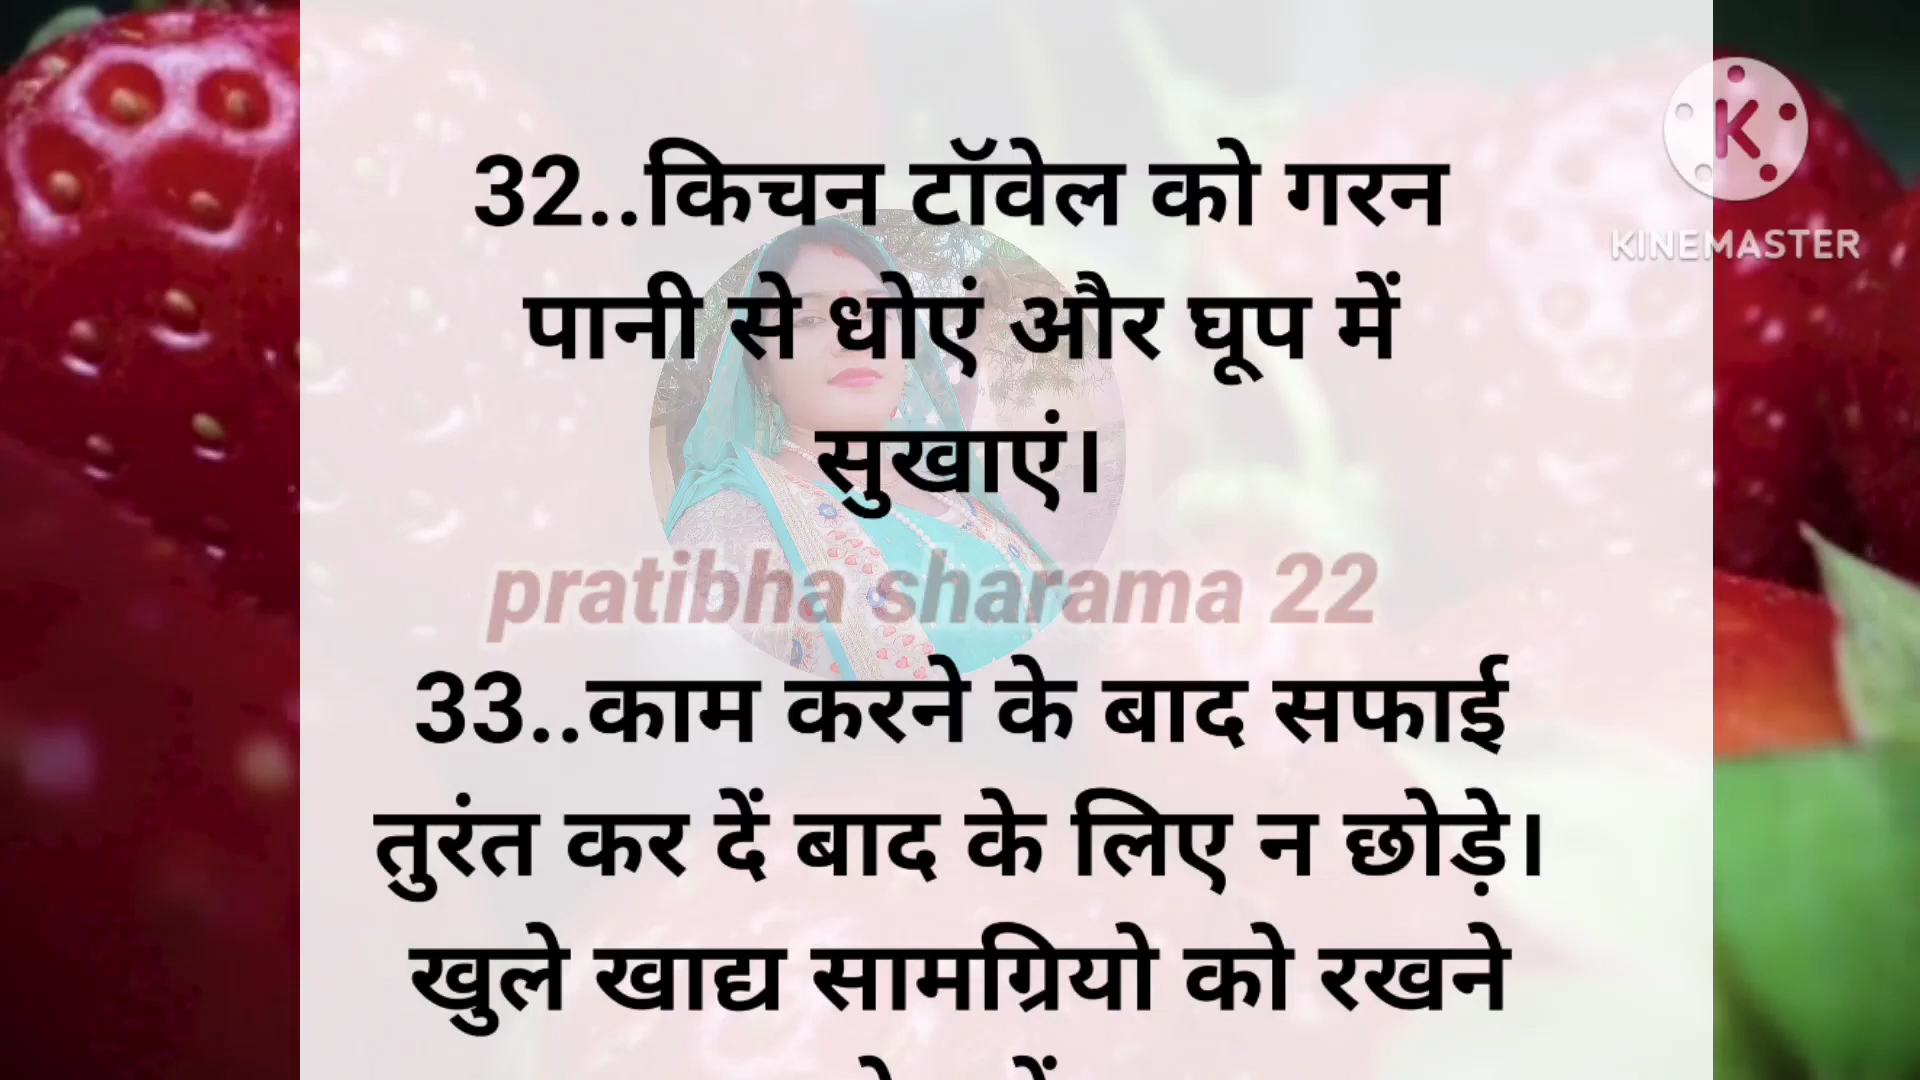 32..किचन टॉवेल को गरन
पानी से धोएं और घूप में
सुखाएं।
pratibha sharama 22
33..काम करने के बाद सफाई
तुरंत कर दें बाद के लिए न छोड़े।
खुले खाद्य सामग्रियो को रखने
KINEMASTER